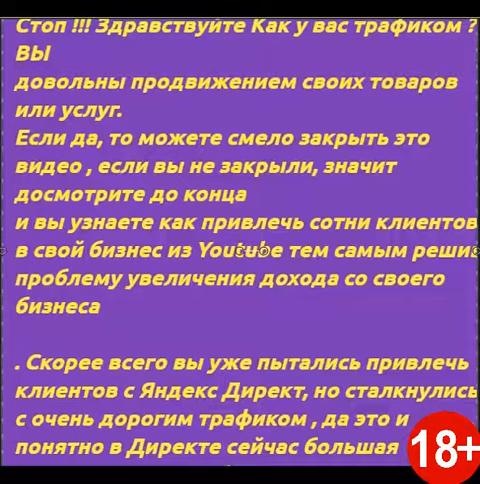 Стоп !!! Здравствуйте Как у вас трафиком ?
ВЫ
довольны продвижением своих товаров
или услуг.
Если да, то можете смело закрыть это
видео , если вы не закрыли, значит
досмотрите до конца
и вы узнаете как привлечь сотни клиентов
в свой бизнес из Youtube тем самым реши
проблему увеличения дохода со своего
бизнеса
. Скорее всего вы уже пытались привлечь
клиентов с Яндекс Директ, но сталкнулись
с очень дорогим трафиком , да это и
понятно в Директе сейчас большая
18+